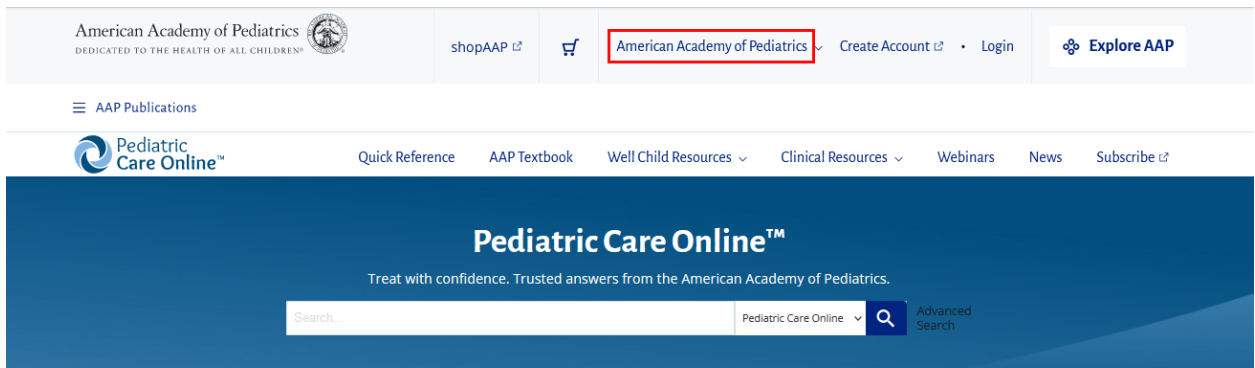 American Academy of Pediatrics
DEDICATED TO THE HEALTH OF ALL CHILDREN®
shopAAP
American Academy of Pediatrics
Create Account
•
Login
Explore AAP
AAP Publications
Pediatric
Care Online™
Quick Reference
AAP Textbook
Well Child Resources
Clinical Resources
Webinars
News
Subscribe
Pediatric Care Online™
Treat with confidence. Trusted answers from the American Academy of Pediatrics.
Search...
Pediatric Care Online
Advanced
Search